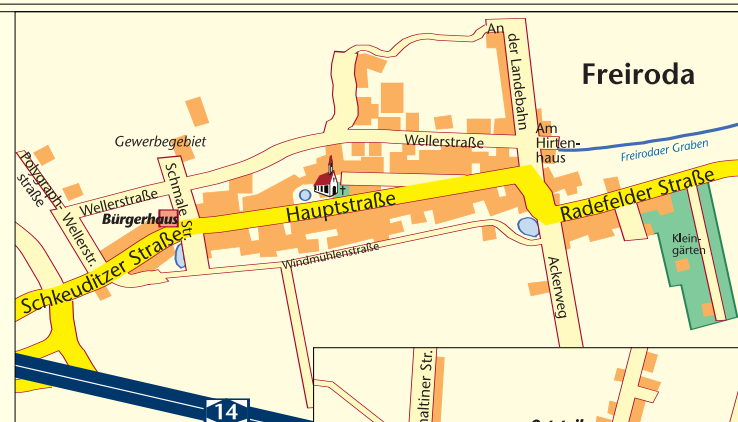 An
der Landebahn
Freiroda
Gewerbegebiet
Wellerstraße
Am
Hirten-
haus
Freirodaer Graben
Polygraph-
straße
Wellerstraße
Schmale Str.
Wellerstr.
Bürgerhaus
Hauptstraße
Radefelder Straße
Schkeuditzer Straße
Windmühlenstraße
Klein-
gärten
Ackerweg
14